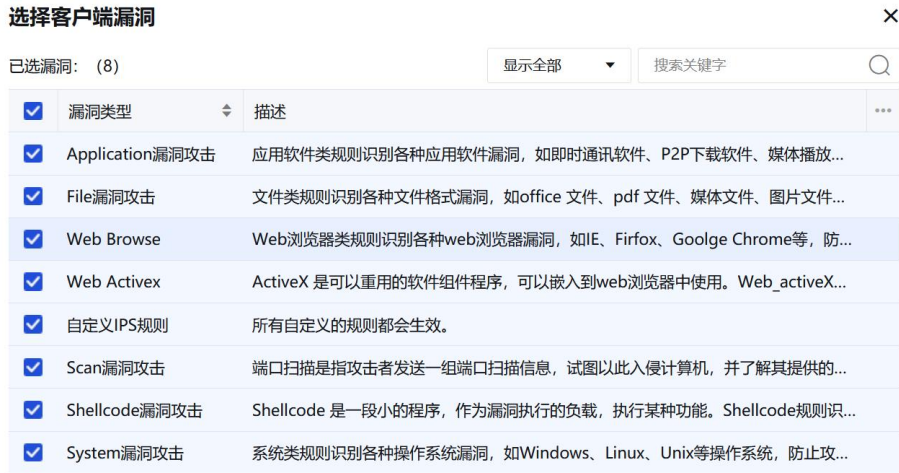 选择客户端漏洞
已选漏洞：（8） 显示全部 搜索关键字
漏洞类型 描述
Application漏洞攻击 应用软件类规则识别各种应用软件漏洞，如即时通讯软件、P2P下载软件、媒体播放...
File漏洞攻击 文件类规则识别各种文件格式漏洞，如office 文件、pdf 文件、媒体文件、图片文件...
Web Browse Web浏览器类规则识别各种web浏览器漏洞，如IE、Firfox、Goolge Chrome等，防...
Web Activex ActiveX 是可以重用的软件组件程序，可以嵌入到web浏览器中使用。Web_activeX...
自定义IPS规则 所有自定义的规则都会生效。
Scan漏洞攻击 端口扫描是指攻击者发送一组端口扫描信息，试图以此入侵计算机，并了解其提供的...
Shellcode漏洞攻击 Shellcode 是一段小的程序，作为漏洞执行的负载，执行某种功能。Shellcode规则识...
System漏洞攻击 系统类规则识别各种操作系统漏洞，如Windows、Linux、Unix等操作系统，防止攻...